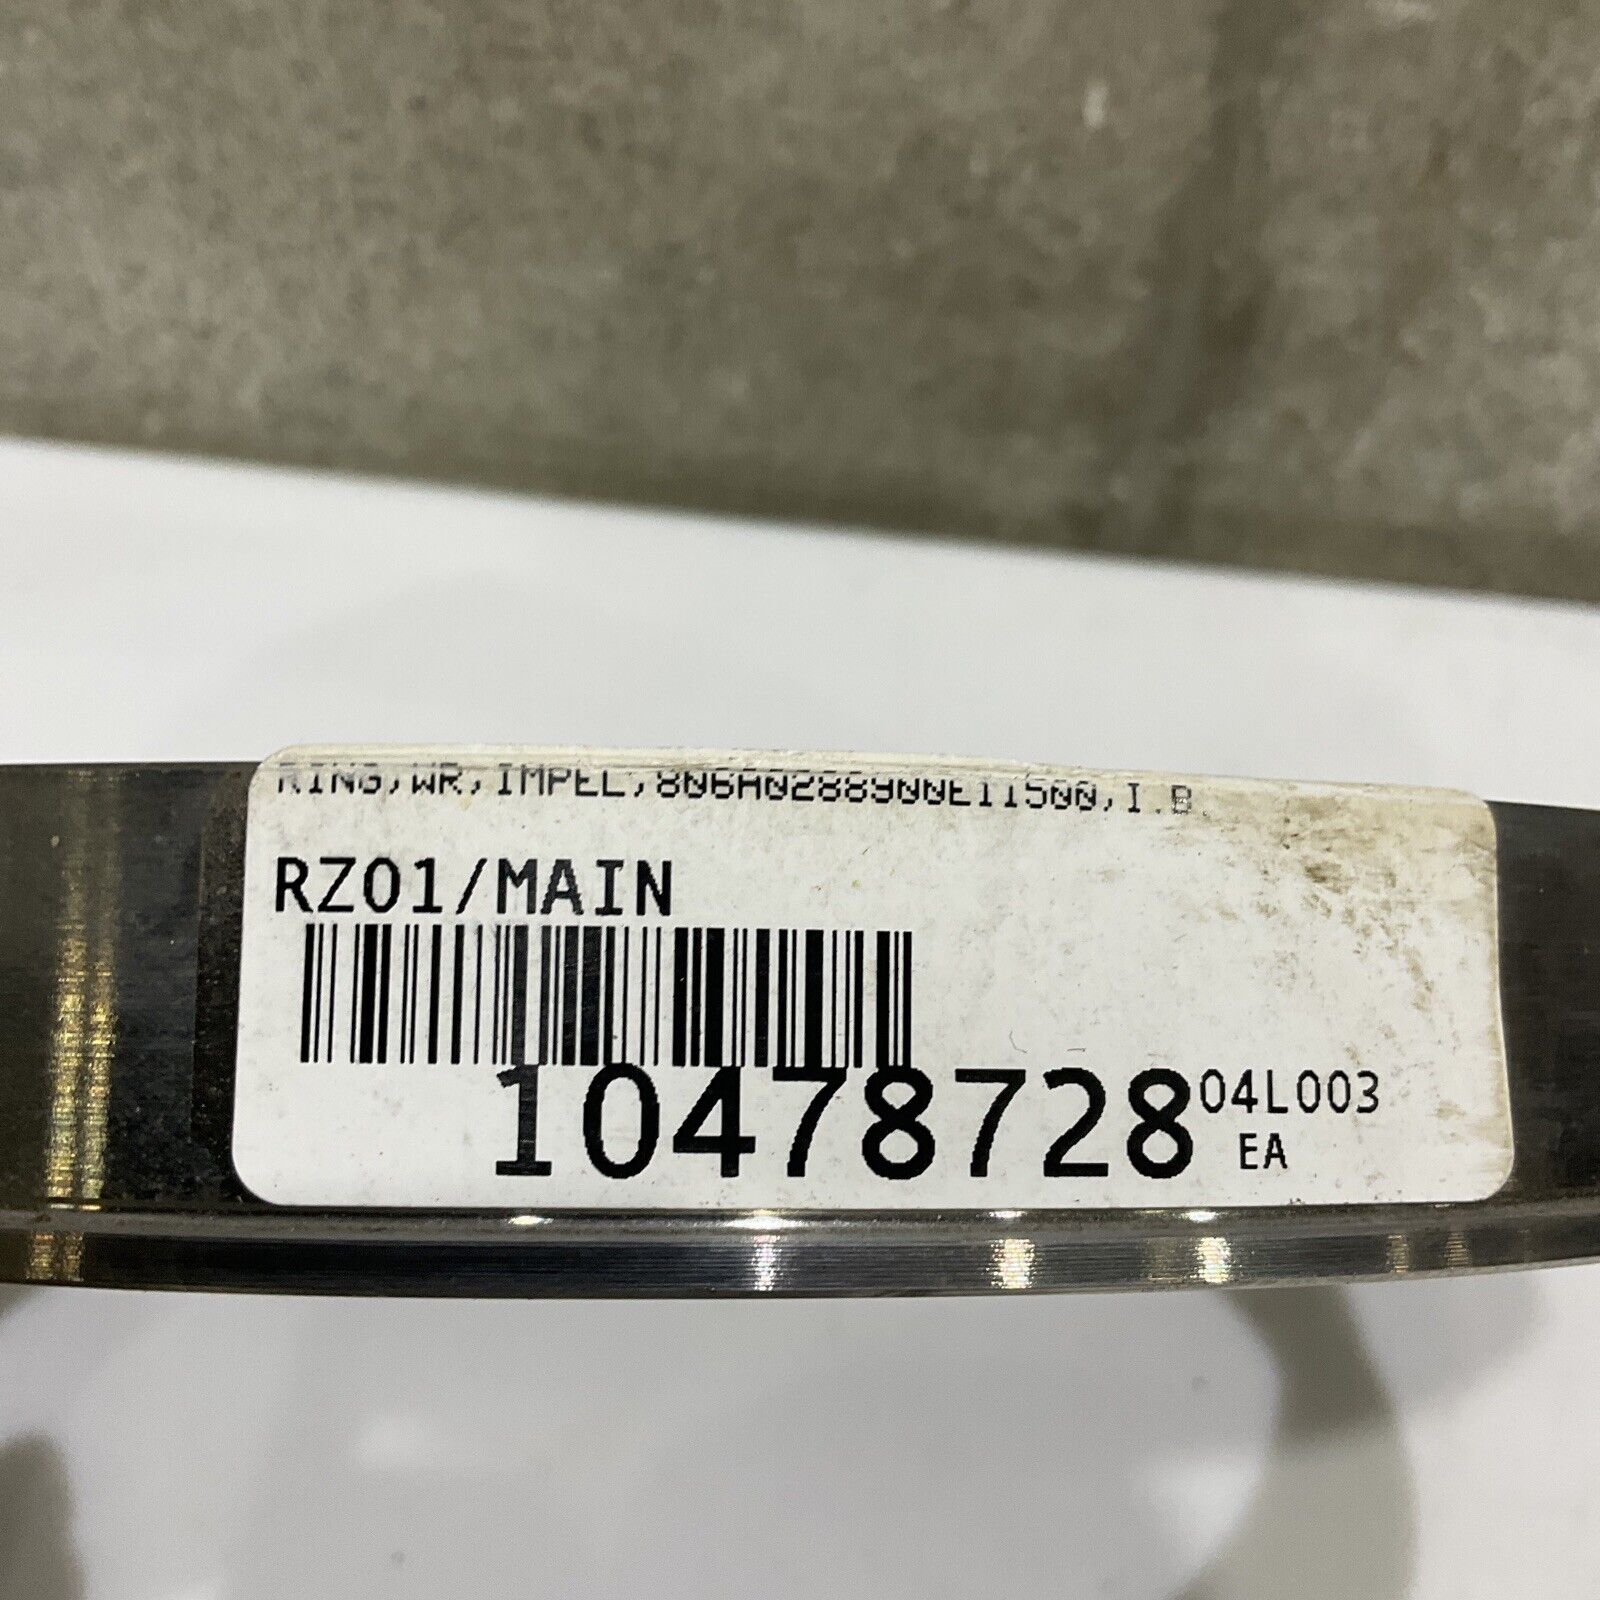 RING,WR,IMPEL,806A0288900E11500,I.B.
RZ01/MAIN
10478728 04L003
EA